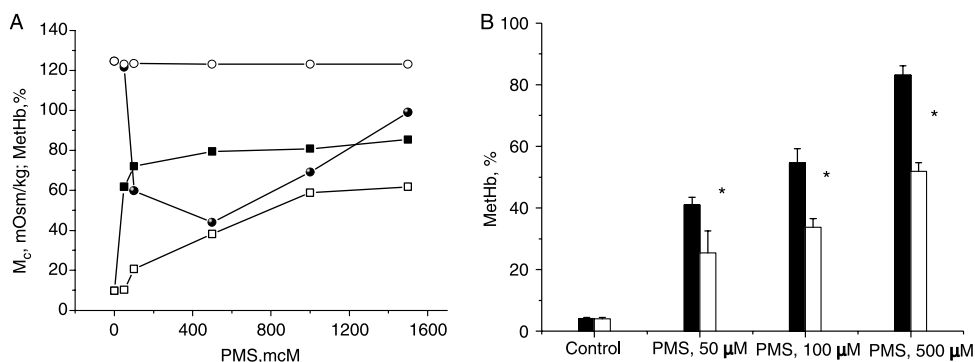 A
M_c, mOsm/kg; MetHb,%
140
120
100
80
60
40
20
0
0 400 800 1200 1600
PMS.mcM
B
MetHb, %
100
80
60
40
20
0
*
*
*
Control PMS, 50 μM PMS, 100 μM PMS, 500 μM